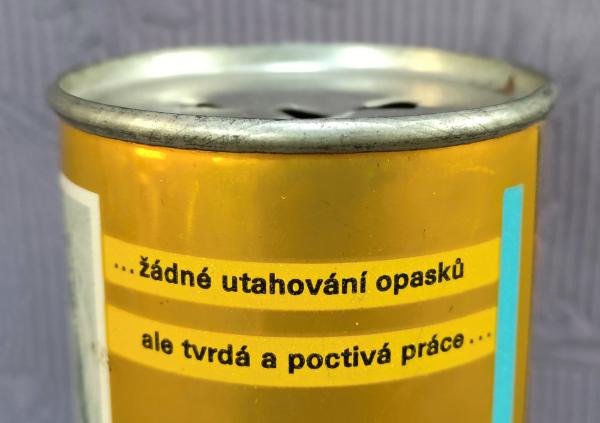 ...žádné utahování opasků
ale tvrdá a poctivá práce...